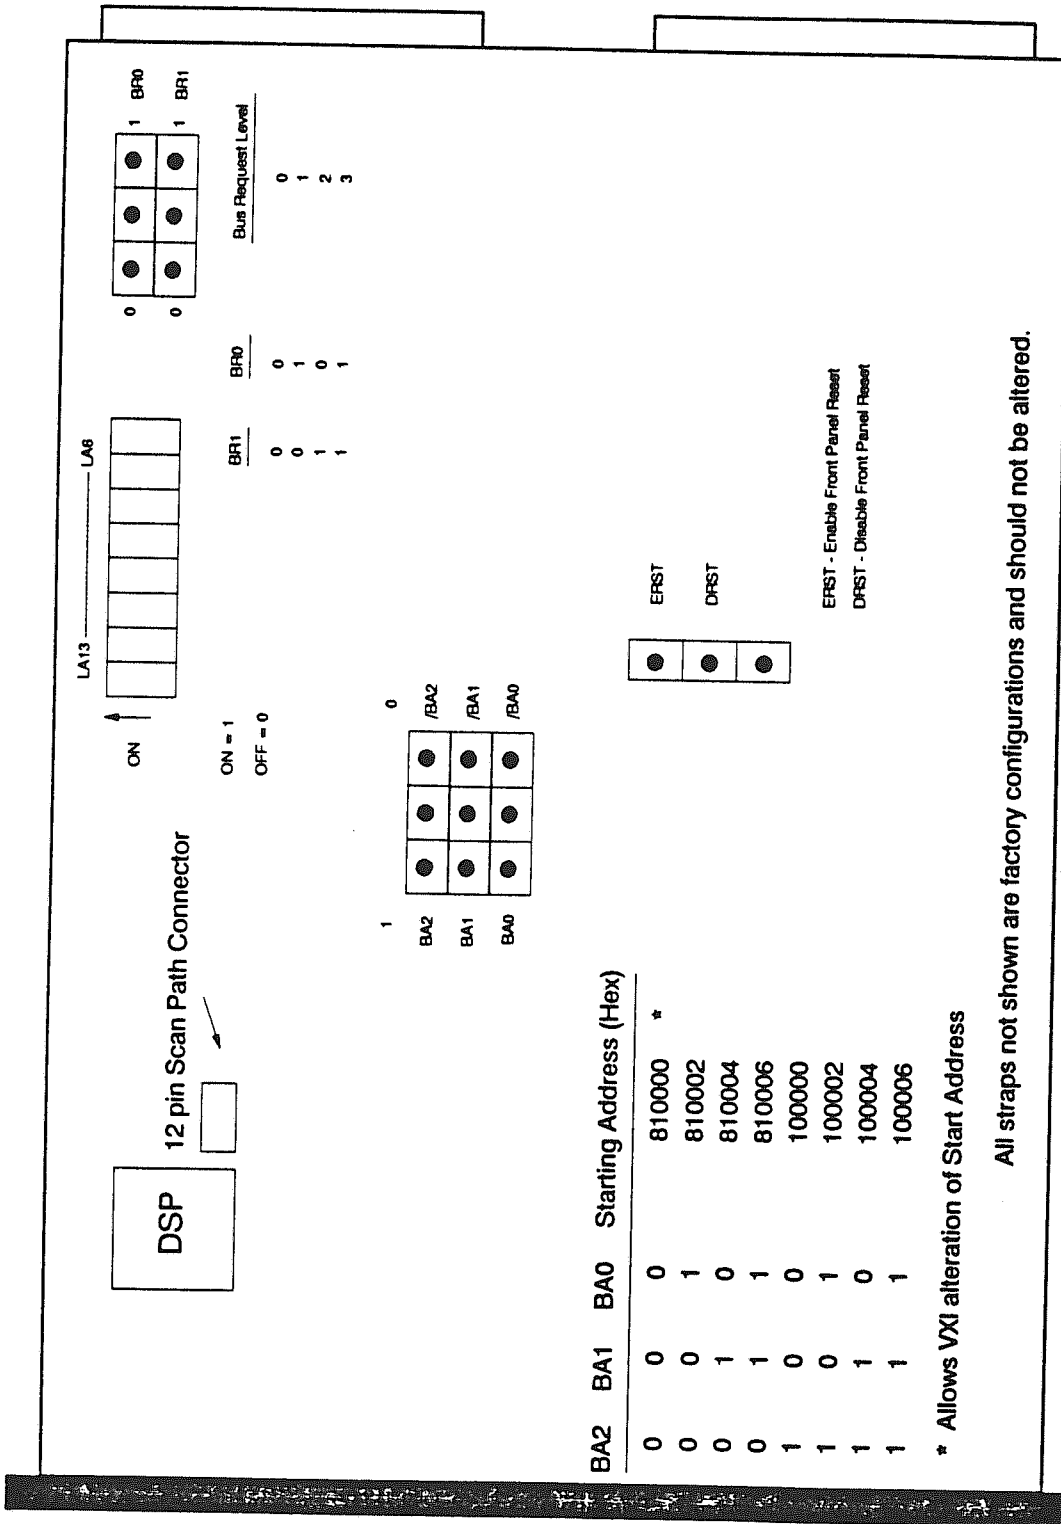 LA13 LA6
ON
ON = 1
OFF = 0
0 1 BR0
0 1 BR1
BR1 BR0 Bus Request Level
0 0 0
0 1 1
1 0 2
1 1 3
DSP
12 pin Scan Path Connector
1 0
BA2 /BA2
BA1 /BA1
BA0 /BA0
ERST
DRST
ERST - Enable Front Panel Reset
DRST - Disable Front Panel Reset
BA2 BA1 BA0 Starting Address (Hex)
0 0 0 810000 *
0 0 1 810002
0 1 0 810004
0 1 1 810006
1 0 0 100000
1 0 1 100002
1 1 0 100004
1 1 1 100006
* Allows VXI alteration of Start Address
All straps not shown are factory configurations and should not be altered.